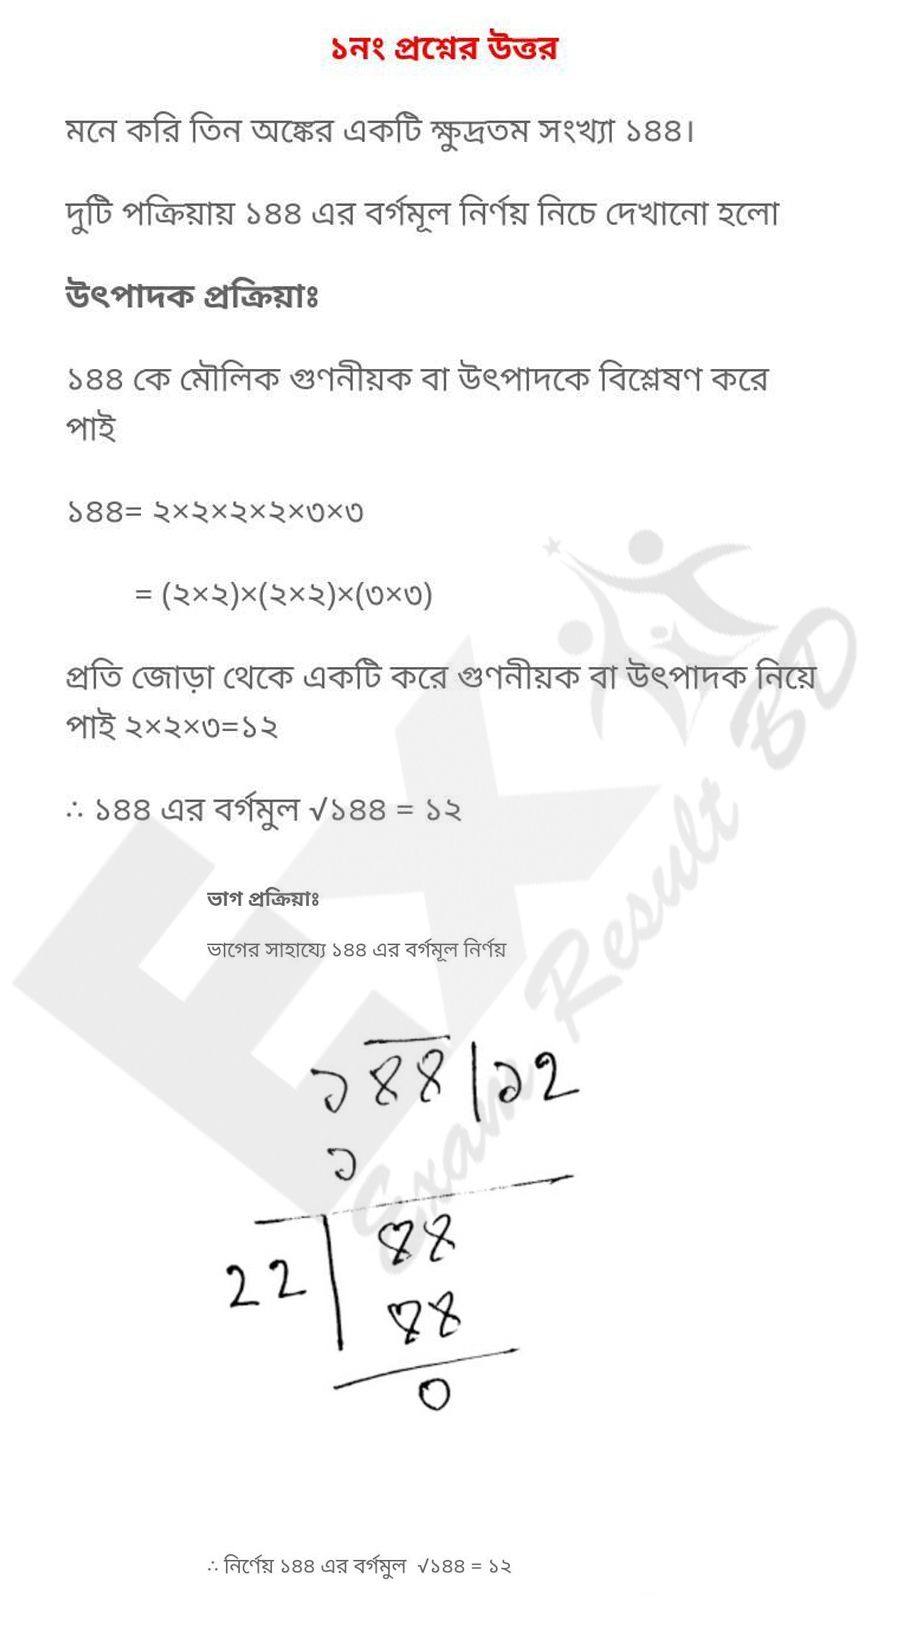 ১নং প্রশ্নের উত্তর
মনে করি তিন অঙ্কের একটি ক্ষুদ্রতম সংখ্যা ১৪৪।
দুটি পক্রিয়ায় ১৪৪ এর বর্গমূল নির্ণয় নিচে দেখানো হলো
উৎপাদক প্রক্রিয়াঃ
১৪৪ কে মৌলিক গুণনীয়ক বা উৎপাদকে বিশ্লেষণ করে
পাই
১৪৪= ২×২×২×২×৩×৩
= (২×২)×(২×২)×(৩×৩)
প্রতি জোড়া থেকে একটি করে গুণনীয়ক বা উৎপাদক নিয়ে
পাই ২×২×৩=১২
∴ ১৪৪ এর বর্গমুল √১৪৪ = ১২
ভাগ প্রক্রিয়াঃ
ভাগের সাহায্যে ১৪৪ এর বর্গমূল নির্ণয়
১৪৪|১২
১
২২|৪৪
৪৪
০
∴ নির্ণেয় ১৪৪ এর বর্গমুল √১৪৪ = ১২
Exam Result BD